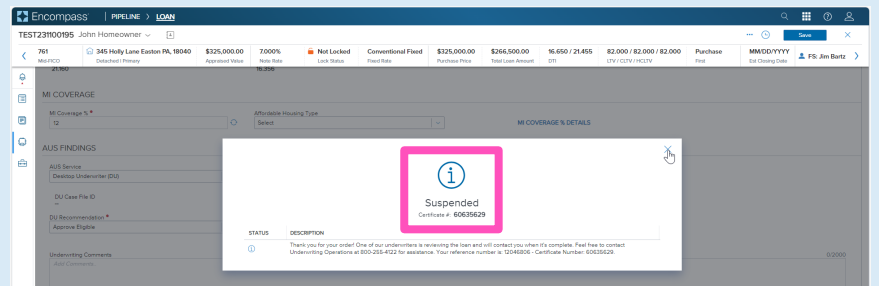 Encompass® | PIPELINE > LOAN
TEST231100195 John Homeowner
Save
761 345 Holly Lane Easton PA, 18040 $325,000.00 7.000% Not Locked Conventional Fixed $325,000.00 $266,500.00 16.650 / 21.455 82.000 / 82.000 / 82.000 Purchase MM/DD/YYYY FS: Jim Bartz
Mid-FICO Detached | Primary Appraised Value Note Rate Lock Status Fixed Rate Purchase Price Total Loan Amount DTI LTV / CLTV / HCLTV First Est Closing Date
21.160 16.356
MI COVERAGE
MI Coverage % * Affordable Housing Type
12 Select MI COVERAGE % DETAILS
AUS FINDINGS
AUS Service
Desktop Underwriter (DU)
DU Case File ID
--
DU Recommendation *
Approve Eligible
Underwriting Comments 0/2000
Add Comments
Suspended
Certificate #: 60635629
STATUS DESCRIPTION
Thank you for your order! One of our underwriters is reviewing the loan and will contact you when it's complete. Feel free to contact
Underwriting Operations at 800-255-4122 for assistance. Your reference number is: 12046806 - Certificate Number: 60635629.